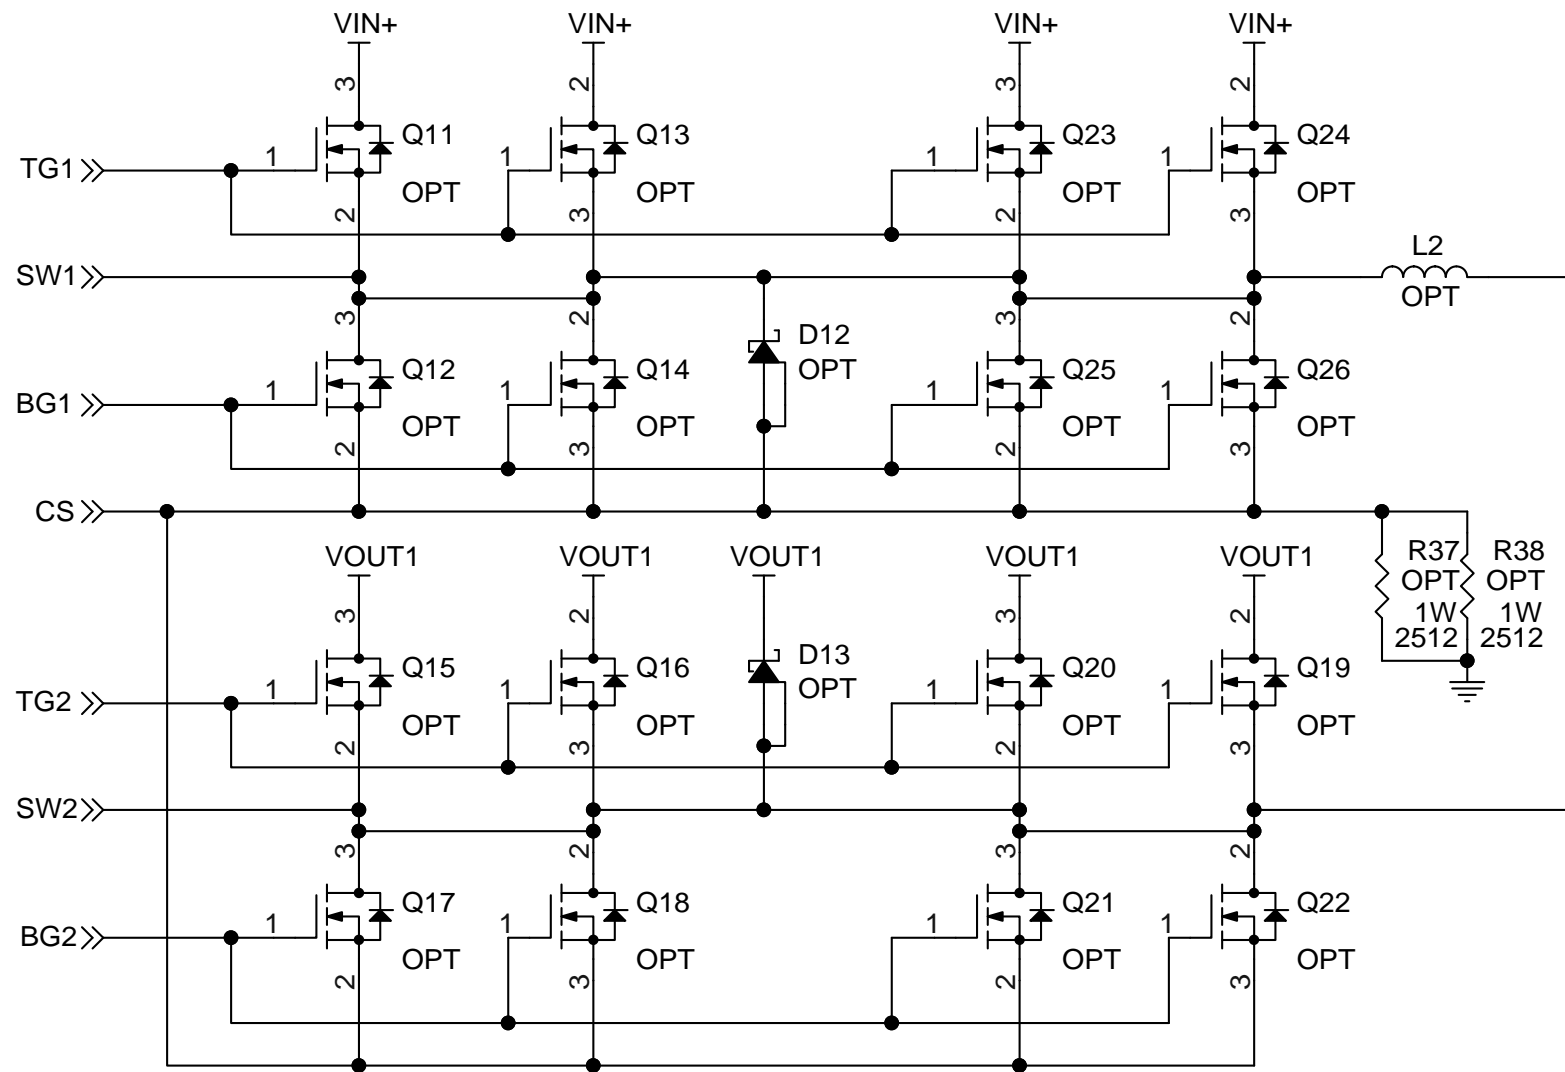 VIN+ VIN+ VIN+ VIN+
3 2 3 2
Q11 Q13 Q23 Q24
TG1 1 1 1 1
OPT OPT OPT OPT
2 3 2 3
L2
SW1
OPT
3 2 3 2
D12
OPT
Q12 Q14 Q25 Q26
BG1 1 1 1 1
OPT OPT OPT OPT
2 3 2 3
CS
VOUT1 VOUT1 VOUT1 VOUT1 VOUT1
R37 R38
OPT OPT
1W 1W
2512 2512
3 2 3 2
D13
OPT
Q15 Q16 Q20 Q19
TG2 1 1 1 1
OPT OPT OPT OPT
2 3 2 3
SW2
3 2 3 2
Q17 Q18 Q21 Q22
BG2 1 1 1 1
OPT OPT OPT OPT
2 3 2 3